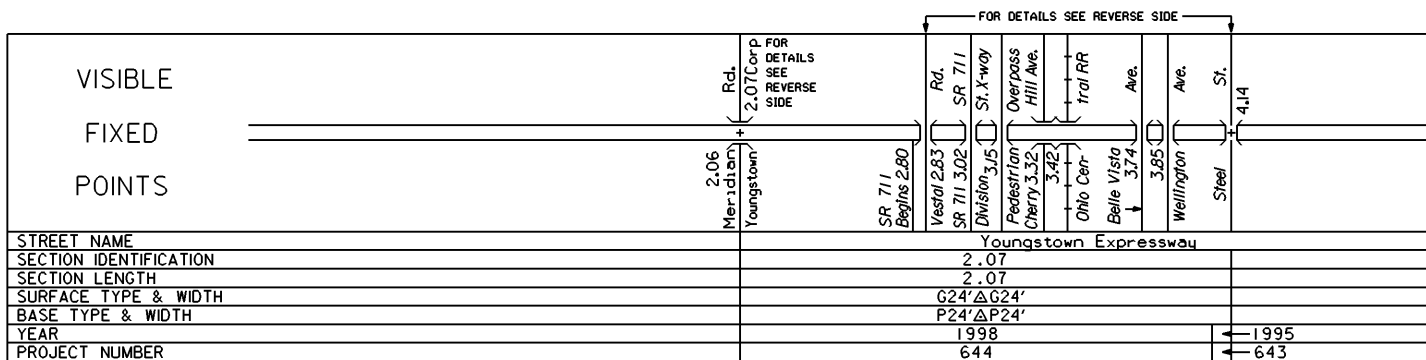 FOR DETAILS SEE REVERSE SIDE
VISIBLE
FIXED
POINTS
Meridian Rd.
2.06
Youngstown 2.07 Corp
FOR
DETAILS
SEE
REVERSE
SIDE
SR 711
Begins 2.80
Vestal 2.83 Rd.
SR 711 3.02 SR 711
Division 3.15 St. X-way
Pedestrian Overpass
Cherry 3.32 Hill Ave.
3.42
Ohio Cen- tral RR
Belle Vista Ave.
3.74
3.85
Wellington Ave.
Steel St.
4.14
STREET NAME Youngstown Expressway
SECTION IDENTIFICATION 2.07
SECTION LENGTH 2.07
SURFACE TYPE & WIDTH G24'△G24'
BASE TYPE & WIDTH P24'△P24'
YEAR 1998 1995
PROJECT NUMBER 644 643